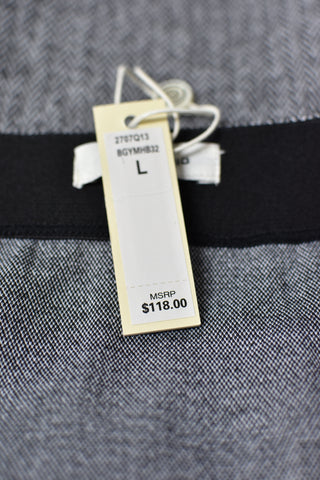 2707Q13
BGYMHB32
L
MSRP
$118.00